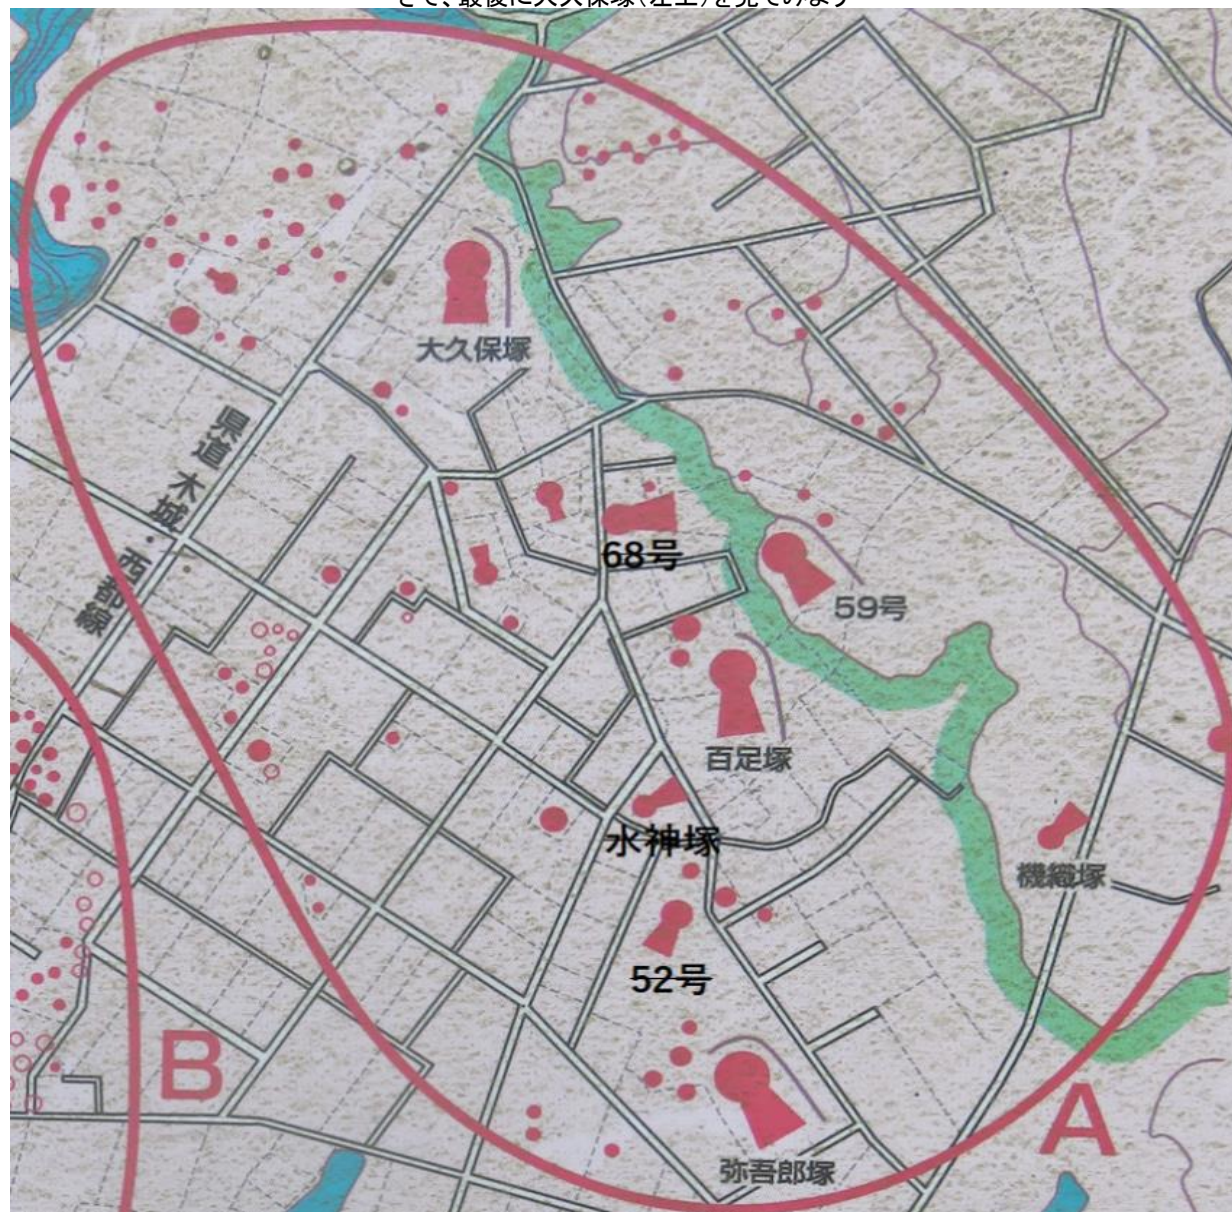 さて、最後に大久保塚(左上)を見てみよう
大久保塚
県道 木城・西都線
68号
59号
百足塚
水神塚
機織塚
52号
B
A
弥吾郎塚